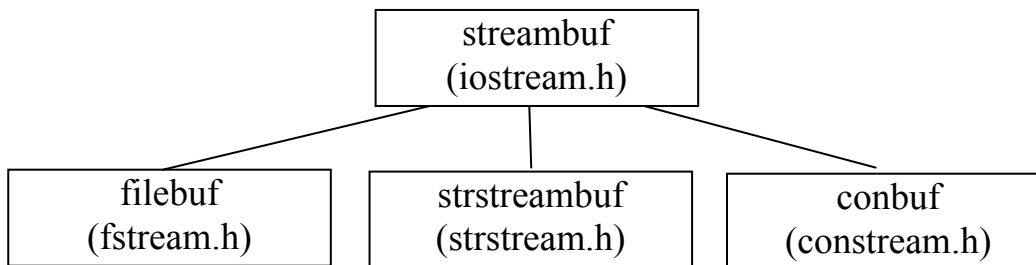 streambuf
(iostream.h)
filebuf
(fstream.h)
strstreambuf
(strstream.h)
conbuf
(constream.h)